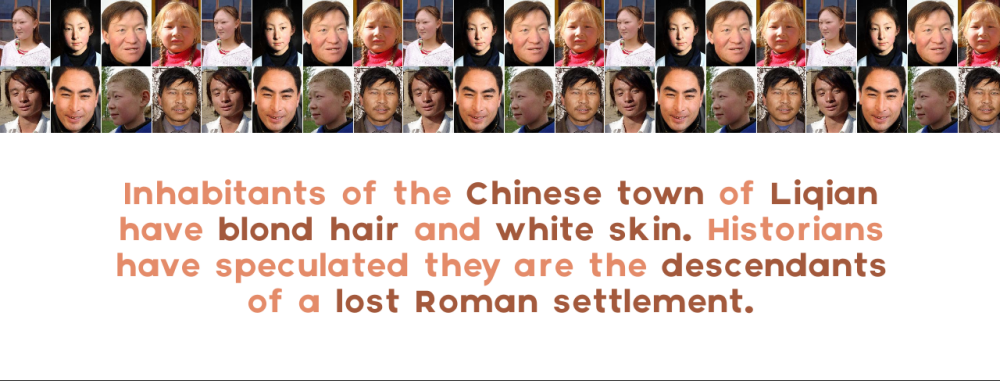 Inhabitants of the Chinese town of Liqian
have blond hair and white skin. Historians
have speculated they are the descendants
of a lost Roman settlement.